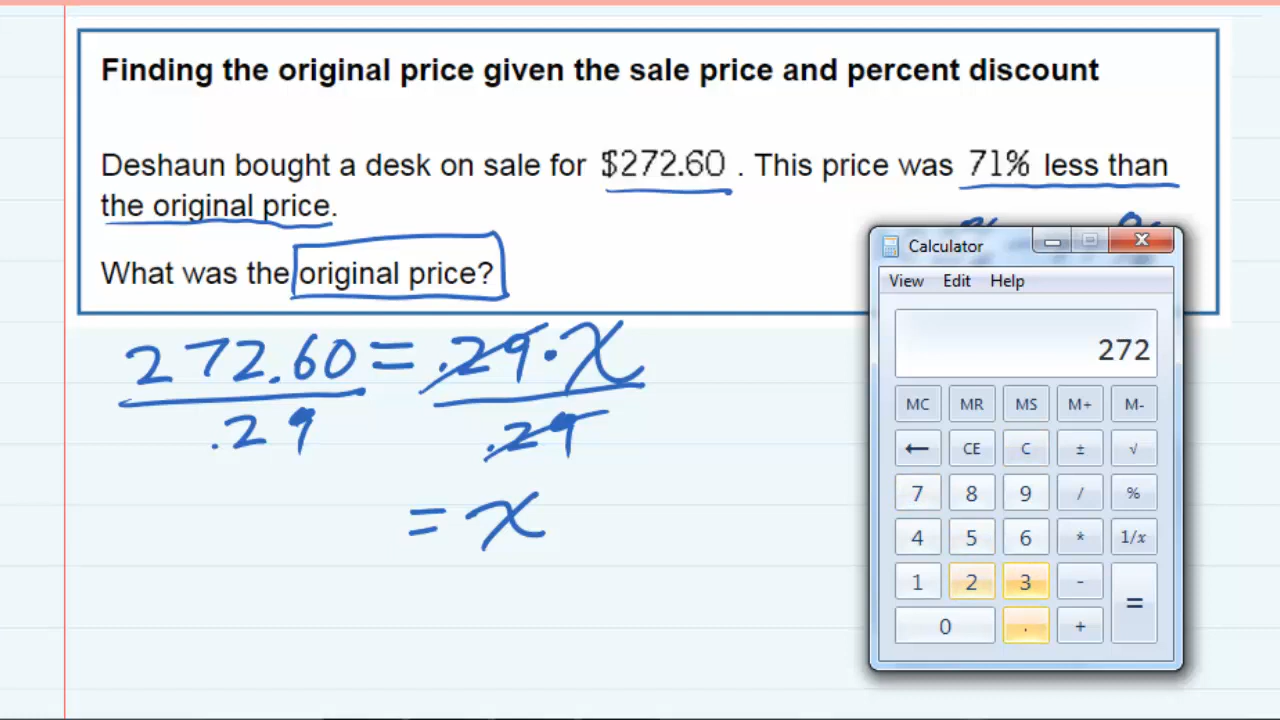 Finding the original price given the sale price and percent discount
Deshaun bought a desk on sale for $272.60 . This price was 71% less than
the original price.
What was the original price?
272.60 = .29 · x
.29 .29
= x
Calculator
View Edit Help
272
MC MR MS M+ M-
← CE C ± √
7 8 9 / %
4 5 6 * 1/x
1 2 3 - =
0 . +